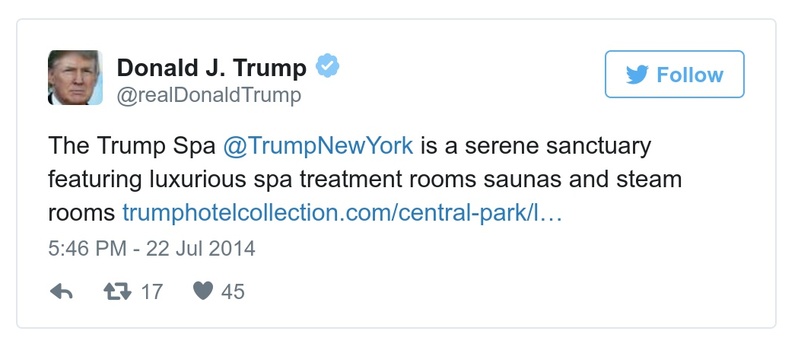 Donald J. Trump
Follow
@realDonaldTrump
The Trump Spa @TrumpNewYork is a serene sanctuary
featuring luxurious spa treatment rooms saunas and steam
rooms trumphotelcollection.com/central-park/l…
5:46 PM - 22 Jul 2014
17 45